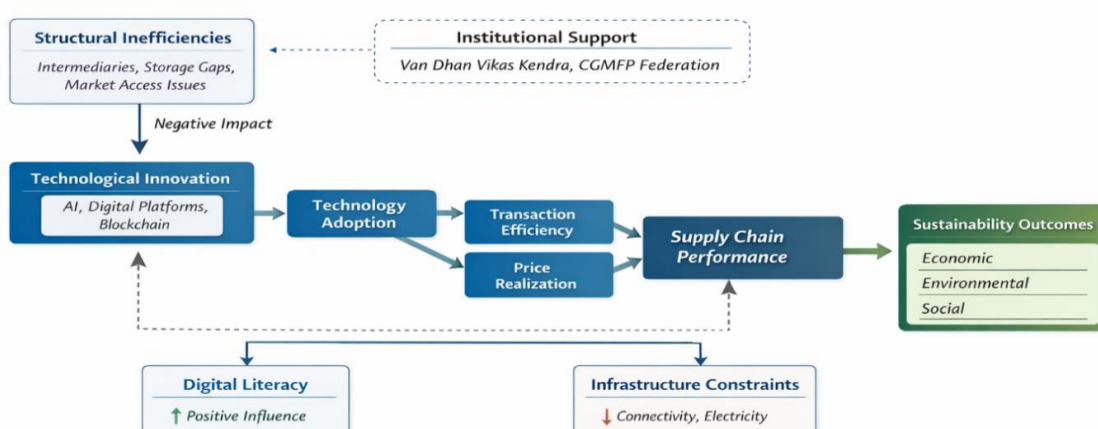 Structural Inefficiencies
Intermediaries, Storage Gaps,
Market Access Issues
Institutional Support
Van Dhan Vikas Kendra, CGMFP Federation
Negative Impact
Technological Innovation
AI, Digital Platforms,
Blockchain
Technology
Adoption
Transaction
Efficiency
Price
Realization
Supply Chain
Performance
Sustainability Outcomes
Economic
Environmental
Social
Digital Literacy
↑ Positive Influence
Infrastructure Constraints
↓ Connectivity, Electricity